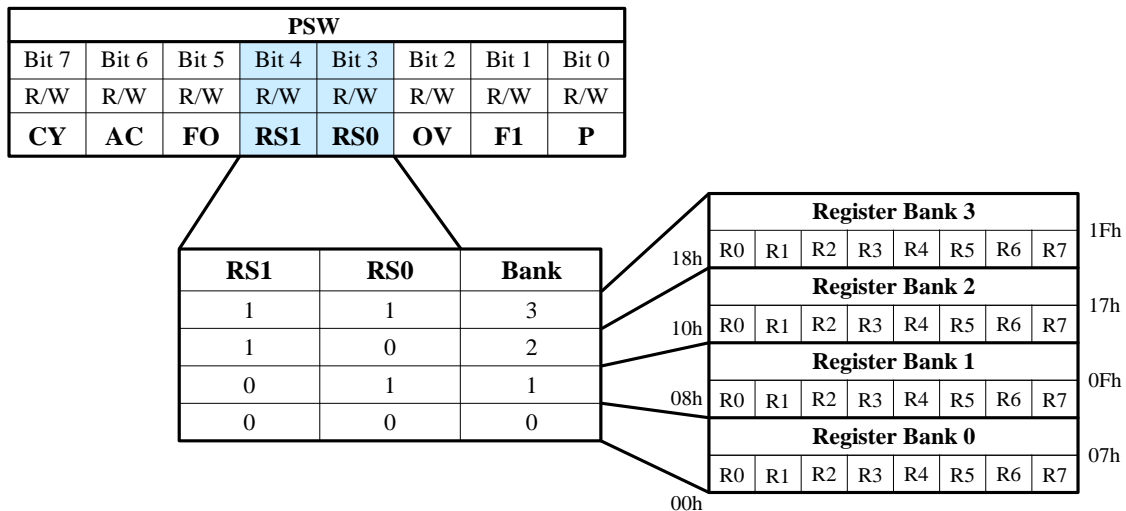 PSW
Bit 7 Bit 6 Bit 5 Bit 4 Bit 3 Bit 2 Bit 1 Bit 0
R/W R/W R/W R/W R/W R/W R/W R/W
CY AC FO RS1 RS0 OV F1 P
RS1 RS0 Bank
1 1 3
1 0 2
0 1 1
0 0 0
Register Bank 3
1Fh
18h R0 R1 R2 R3 R4 R5 R6 R7
Register Bank 2
17h
10h R0 R1 R2 R3 R4 R5 R6 R7
Register Bank 1
0Fh
08h R0 R1 R2 R3 R4 R5 R6 R7
Register Bank 0
07h
R0 R1 R2 R3 R4 R5 R6 R7
00h